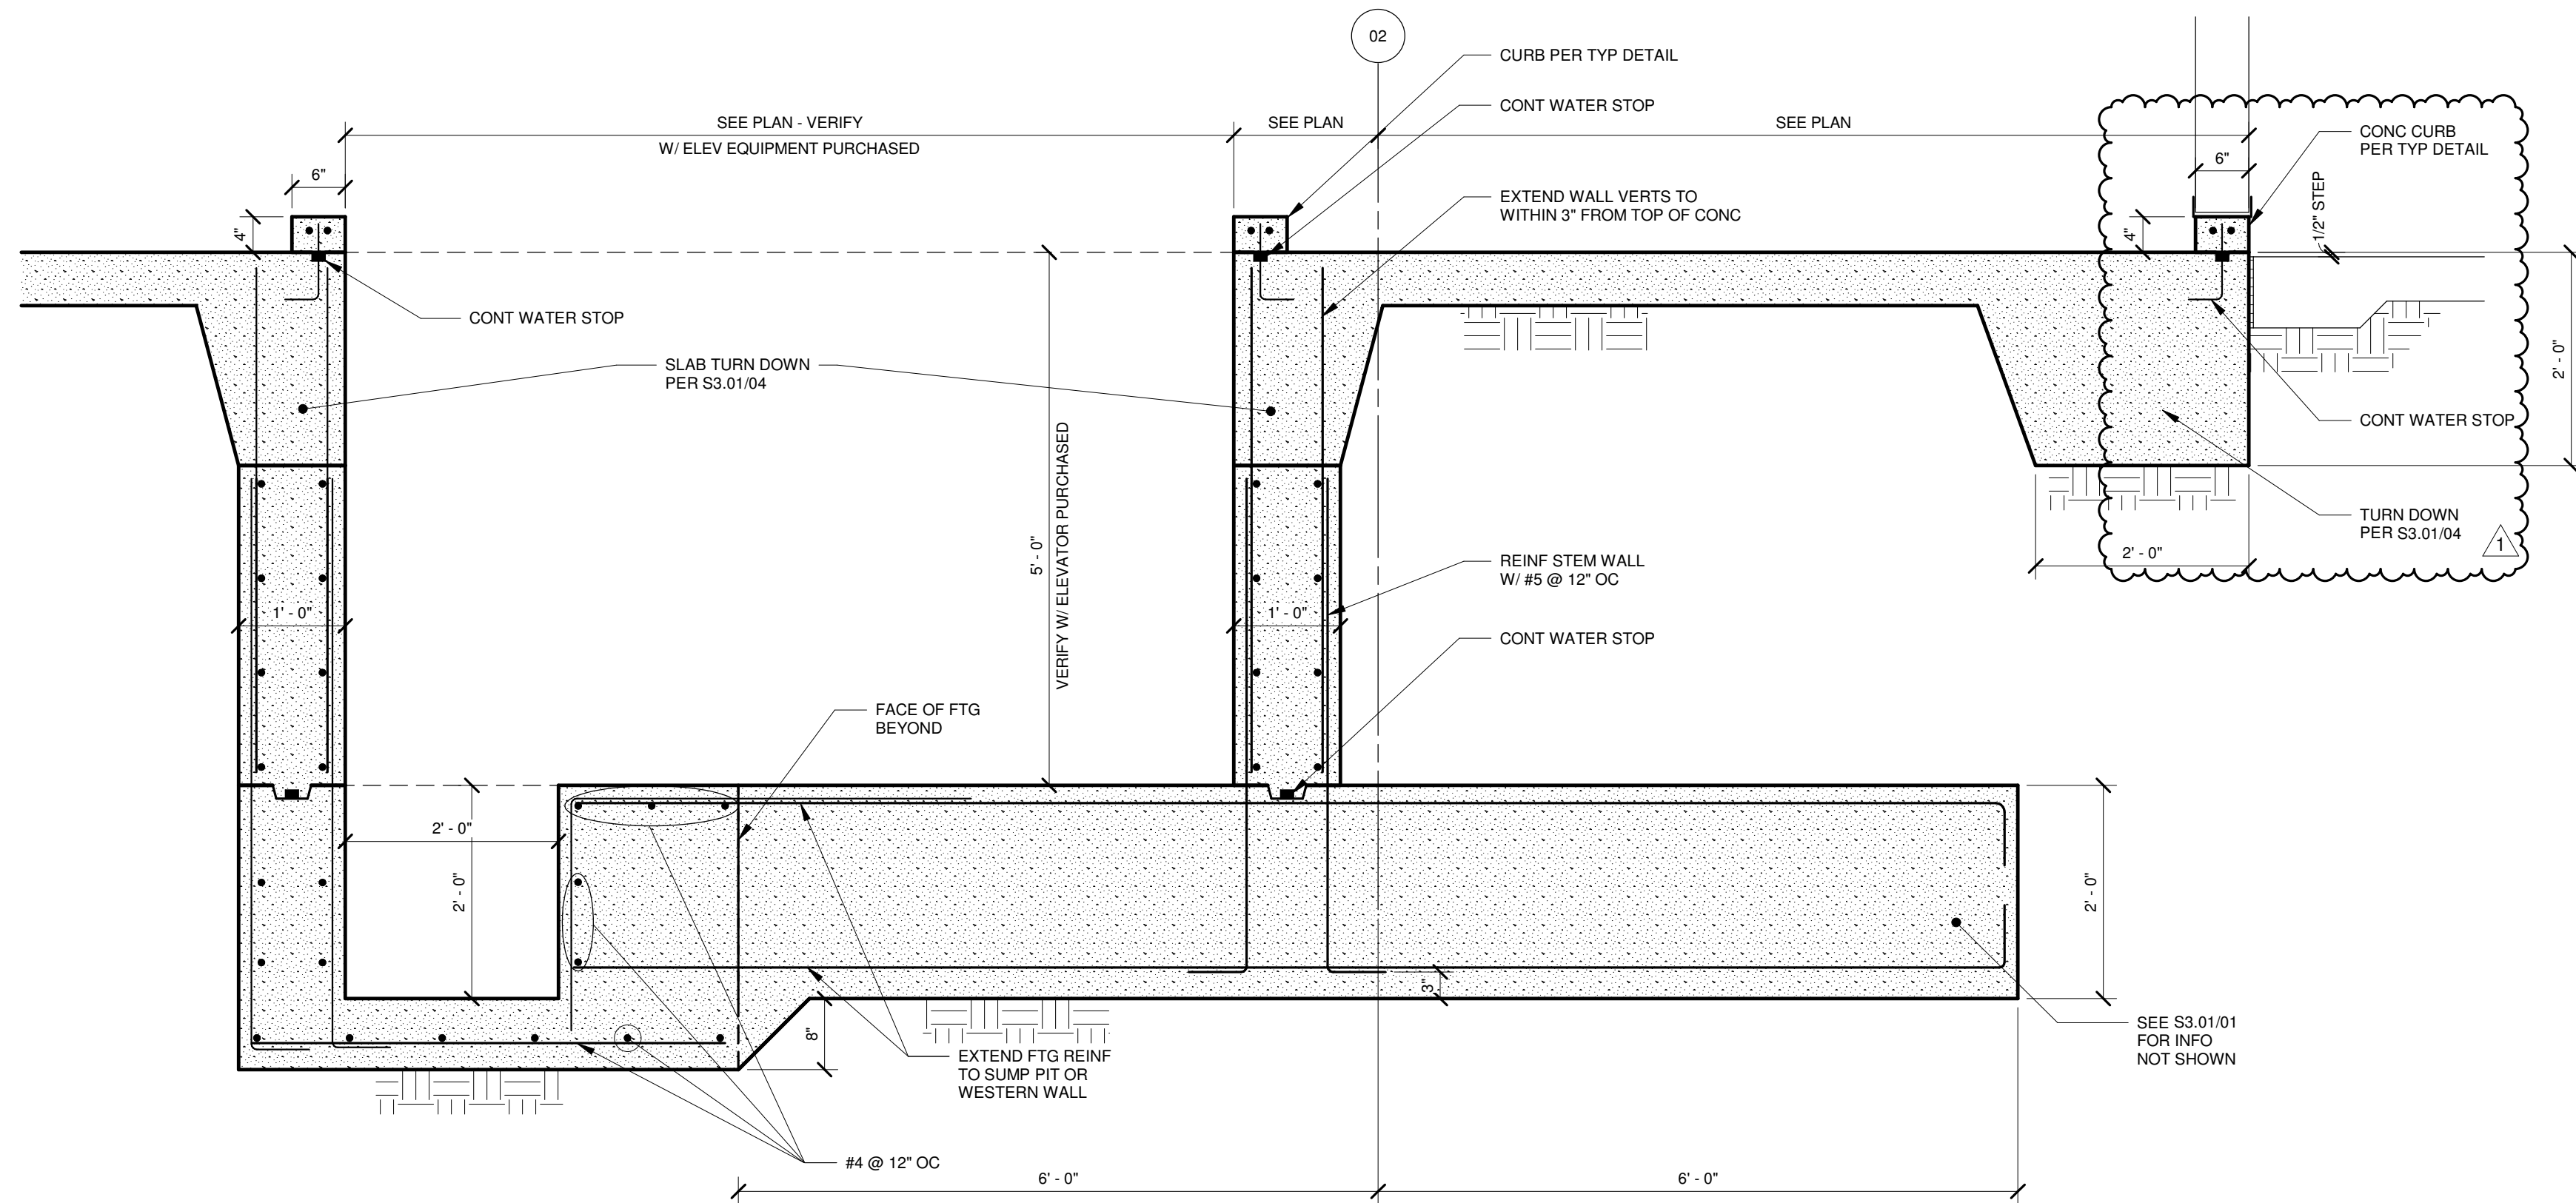 02
CURB PER TYP DETAIL
CONT WATER STOP
SEE PLAN - VERIFY
W/ ELEV EQUIPMENT PURCHASED
SEE PLAN
SEE PLAN
CONC CURB
PER TYP DETAIL
6"
6"
1/2" STEP
EXTEND WALL VERTS TO
WITHIN 3" FROM TOP OF CONC
4"
4"
CONT WATER STOP
SLAB TURN DOWN
PER S3.01/04
2' - 0"
CONT WATER STOP
5' - 0"
VERIFY W/ ELEVATOR PURCHASED
TURN DOWN
PER S3.01/04
1
2' - 0"
REINF STEM WALL
W/ #5 @ 12" OC
1' - 0"
1' - 0"
CONT WATER STOP
FACE OF FTG
BEYOND
2' - 0"
2' - 0"
2' - 0"
3"
8"
SEE S3.01/01
FOR INFO
NOT SHOWN
EXTEND FTG REINF
TO SUMP PIT OR
WESTERN WALL
#4 @ 12" OC
6' - 0"
6' - 0"